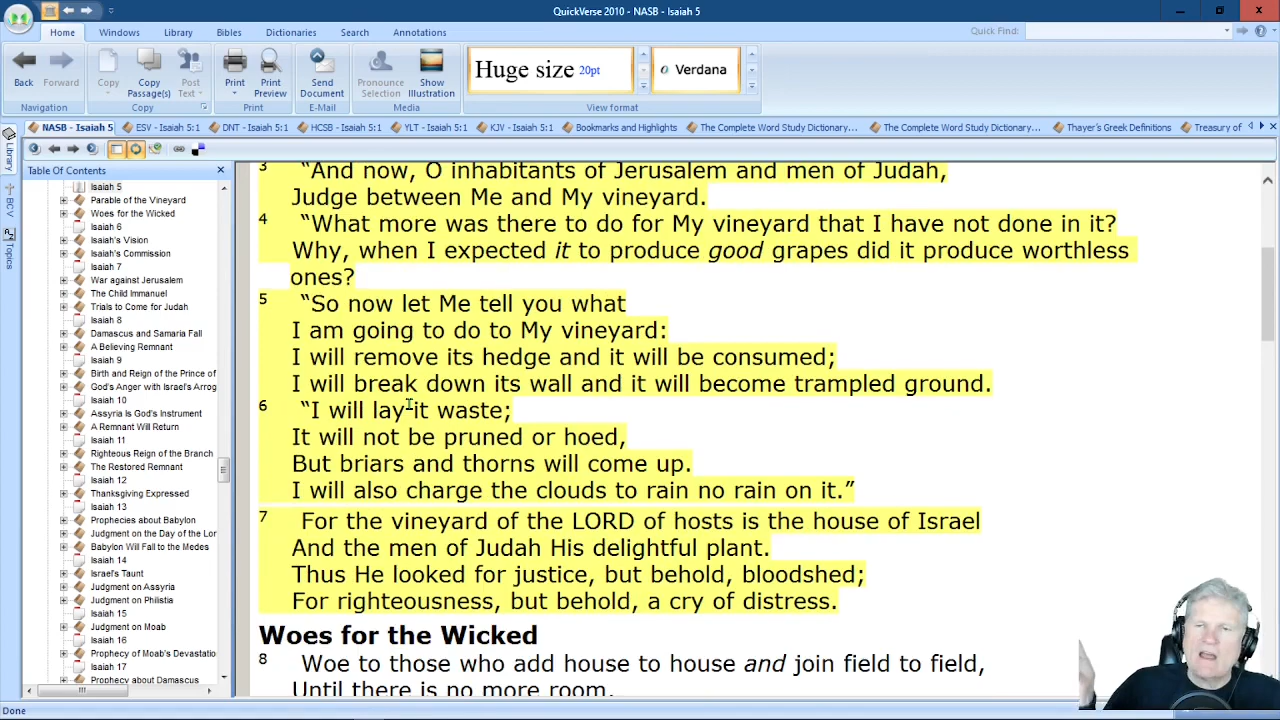 QuickVerse 2010 - NASB - Isaiah 5
Home Windows Library Bibles Dictionaries Search Annotations Quick Find:
Back Forward Copy Copy Passage(s) Post Text Print Print Preview Send Document Pronounce Selection Show Illustration Huge size 20pt Verdana
Navigation Copy Print E-Mail Media View format
NASB - Isaiah 5 ESV - Isaiah 5:1 DNT - Isaiah 5:1 HCSB - Isaiah 5:1 YLT - Isaiah 5:1 KJV - Isaiah 5:1 Bookmarks and Highlights The Complete Word Study Dictionary... The Complete Word Study Dictionary... Thayer's Greek Definitions Treasury of
Library
BCV
Topics
Table Of Contents
Isaiah 5
Parable of the Vineyard
Woes for the Wicked
Isaiah 6
Isaiah's Vision
Isaiah's Commission
Isaiah 7
War against Jerusalem
The Child Immanuel
Trials to Come for Judah
Isaiah 8
Damascus and Samaria Fall
A Believing Remnant
Isaiah 9
Birth and Reign of the Prince of
God's Anger with Israel's Arrog
Isaiah 10
Assyria Is God's Instrument
A Remnant Will Return
Isaiah 11
Righteous Reign of the Branch
The Restored Remnant
Isaiah 12
Thanksgiving Expressed
Isaiah 13
Prophecies about Babylon
Judgment on the Day of the Lor
Babylon Will Fall to the Medes
Isaiah 14
Israel's Taunt
Judgment on Assyria
Judgment on Philistia
Isaiah 15
Judgment on Moab
Isaiah 16
Prophecy of Moab's Devastatio
Isaiah 17
Prophecy about Damascus
3 “And now, O inhabitants of Jerusalem and men of Judah,
Judge between Me and My vineyard.
4 “What more was there to do for My vineyard that I have not done in it?
Why, when I expected it to produce good grapes did it produce worthless
ones?
5 “So now let Me tell you what
I am going to do to My vineyard:
I will remove its hedge and it will be consumed;
I will break down its wall and it will become trampled ground.
6 “I will lay it waste;
It will not be pruned or hoed,
But briars and thorns will come up.
I will also charge the clouds to rain no rain on it.”
7 For the vineyard of the LORD of hosts is the house of Israel
And the men of Judah His delightful plant.
Thus He looked for justice, but behold, bloodshed;
For righteousness, but behold, a cry of distress.
Woes for the Wicked
8 Woe to those who add house to house and join field to field,
Until there is no more room,
Done